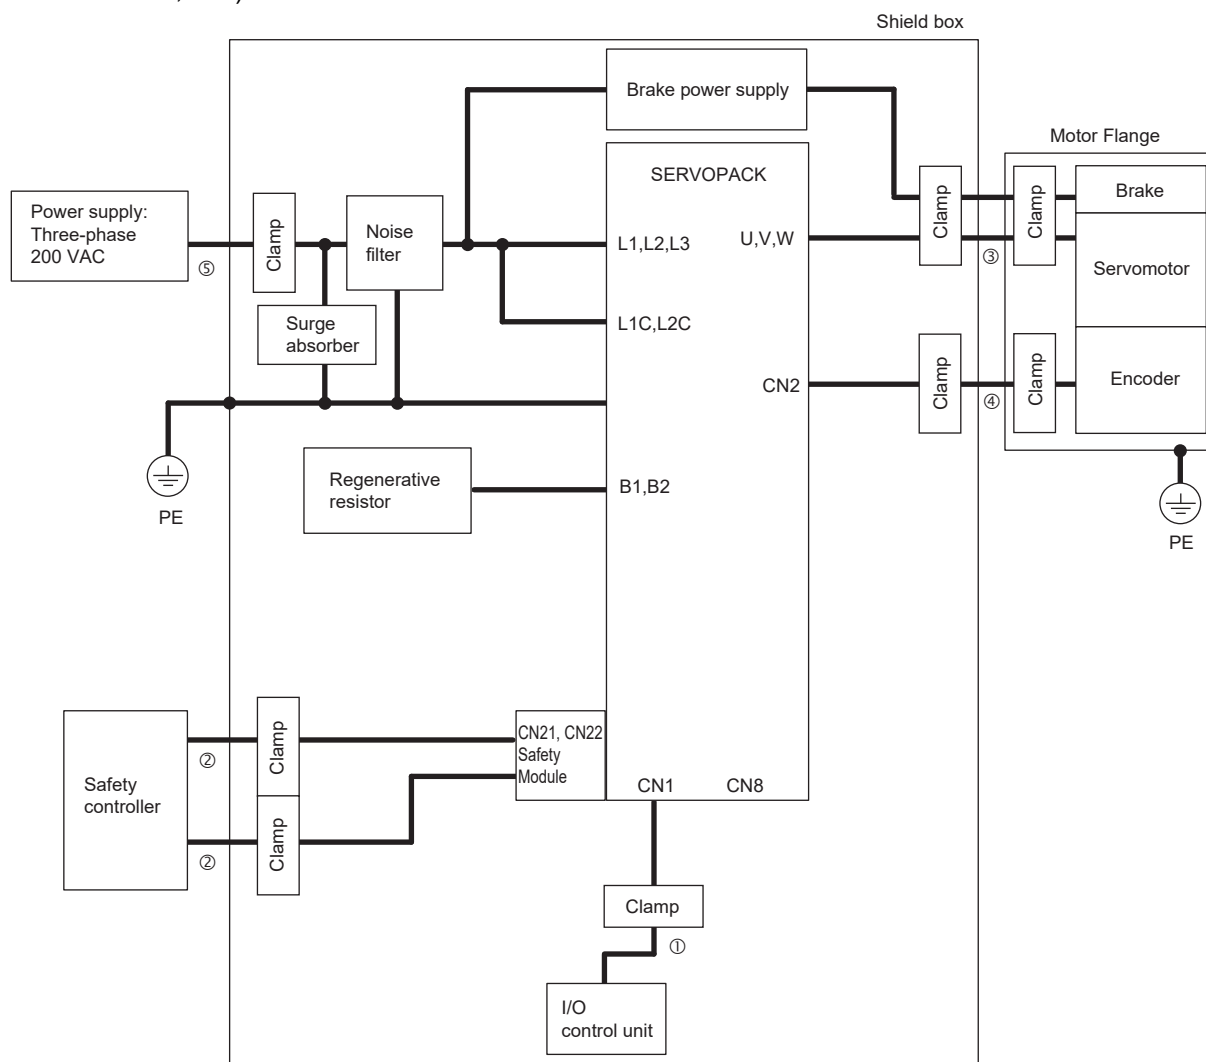 Shield box
Brake power supply
Motor Flange
SERVOPACK
Clamp
Clamp
Brake
Power supply:
Three-phase
200 VAC
Clamp
Noise
filter
L1,L2,L3
U,V,W
⑤
③
Servomotor
Surge
absorber
L1C,L2C
CN2
Clamp
④
Clamp
Encoder
Regenerative
resistor
B1,B2
PE
PE
Safety
controller
②
Clamp
CN21, CN22
Safety
Module
②
Clamp
CN1
CN8
Clamp
①
I/O
control unit